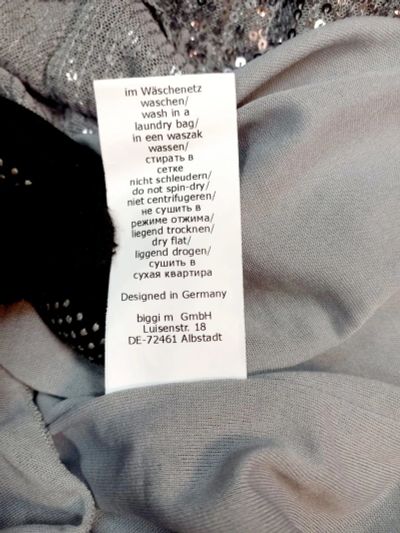 im Wäschenetz
waschen/
wash in a
laundry bag/
in een waszak
wassen/
стирать в
сетке
nicht schleudern/
do not spin-dry/
niet centrifugeren/
не сушить в
режиме отжима/
liegend trocknen/
dry flat/
liggend drogen/
сушить в
сухая квартира
Designed in Germany
biggi m GmbH
Luisenstr. 18
DE-72461 Albstadt